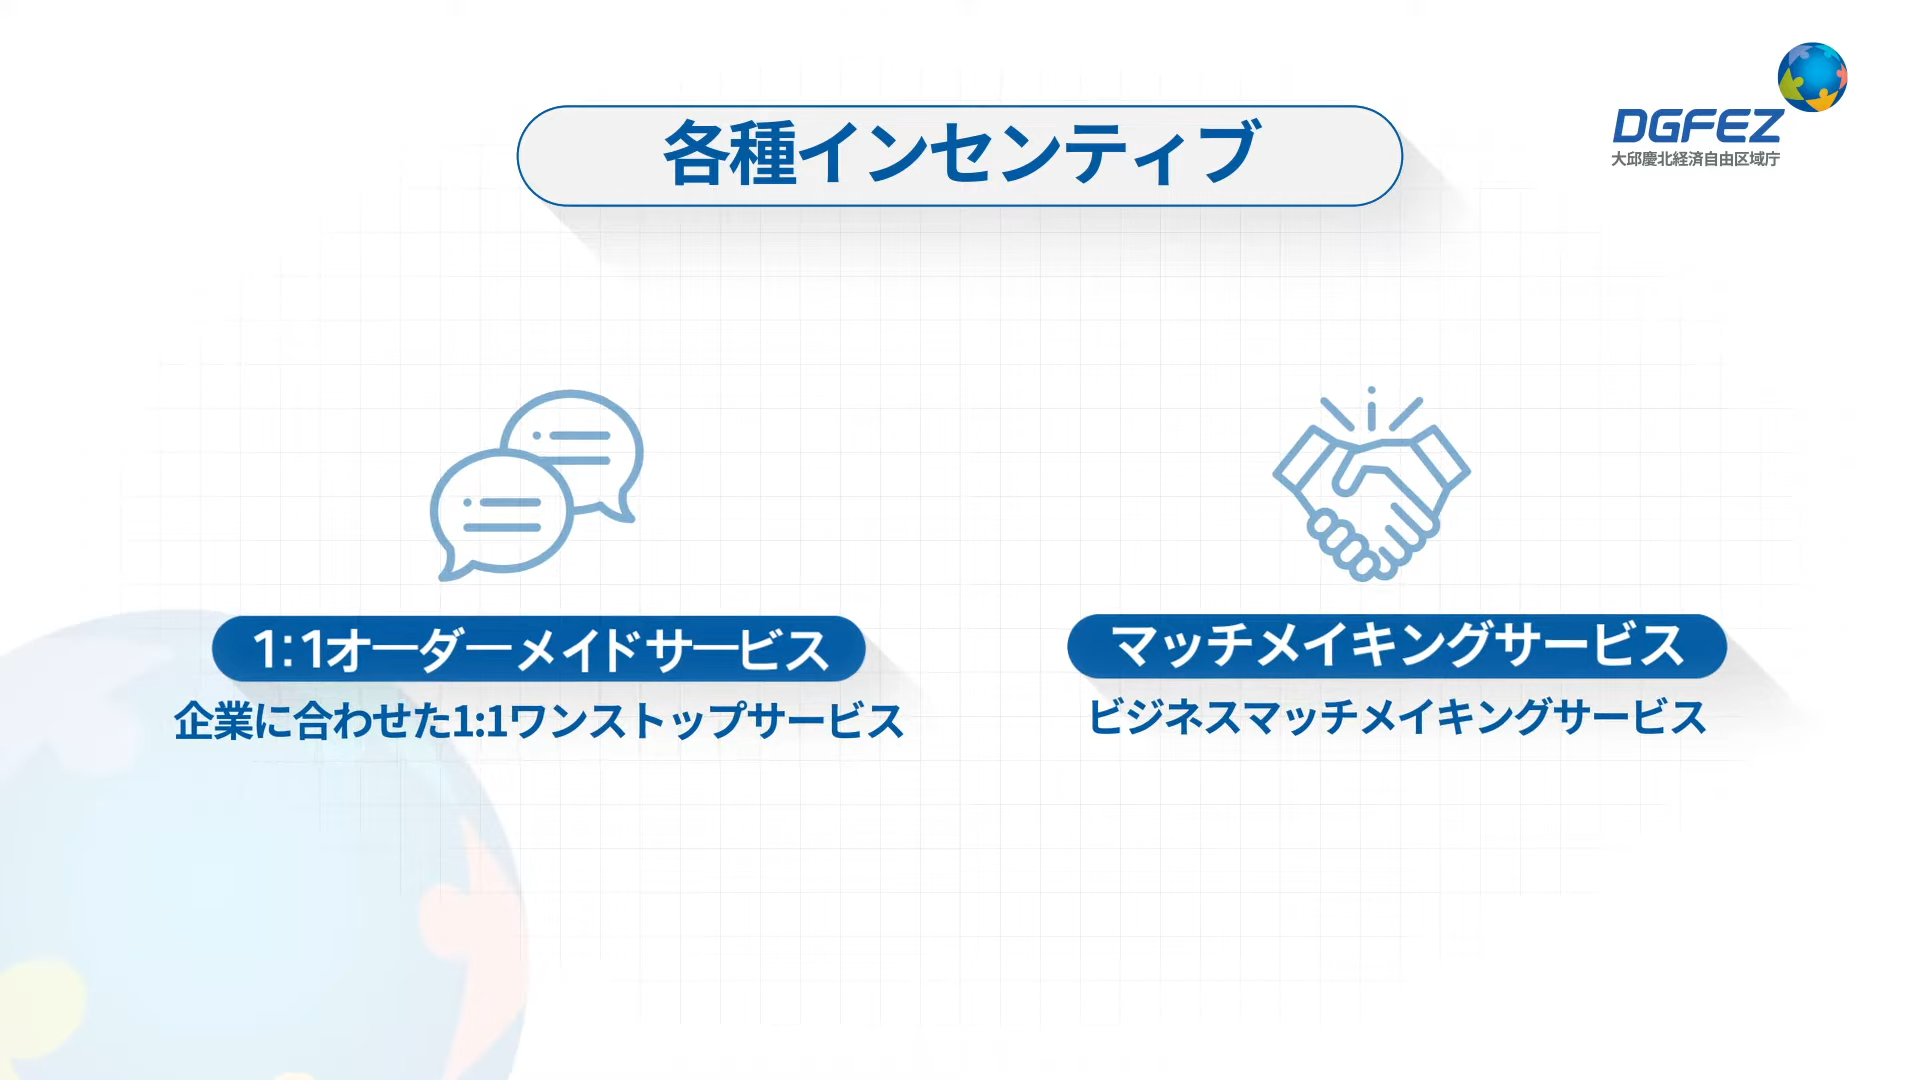 各種インセンティブ
DGFEZ
大邱慶北経済自由区域庁
1:1オーダーメイドサービス
企業に合わせた1:1ワンストップサービス
マッチメイキングサービス
ビジネスマッチメイキングサービス